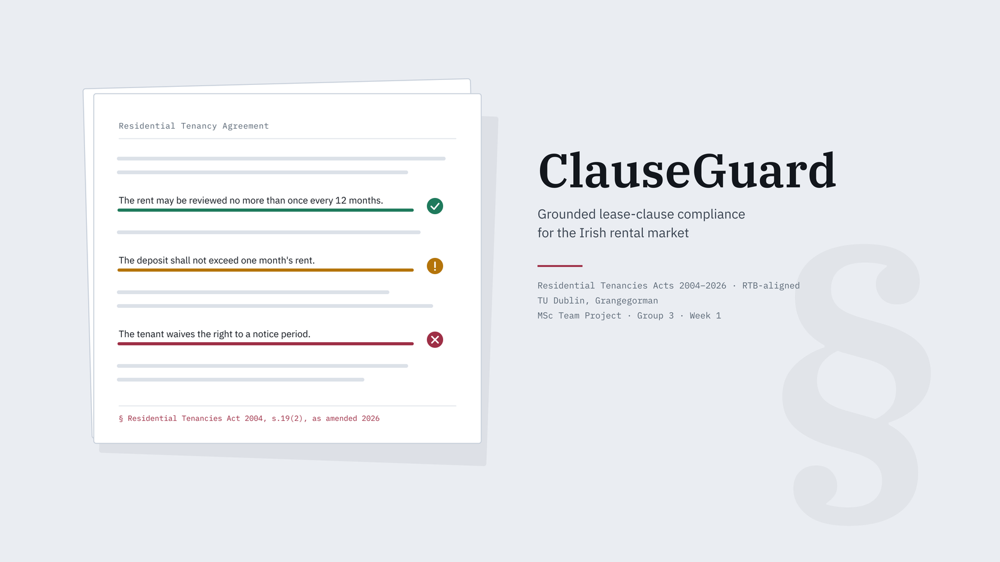 Residential Tenancy Agreement
The rent may be reviewed no more than once every 12 months.
The deposit shall not exceed one month's rent.
!
The tenant waives the right to a notice period.
§ Residential Tenancies Act 2004, s.19(2), as amended 2026
ClauseGuard
Grounded lease-clause compliance
for the Irish rental market
Residential Tenancies Acts 2004–2026 · RTB-aligned
TU Dublin, Grangegorman
MSc Team Project · Group 3 · Week 1
§